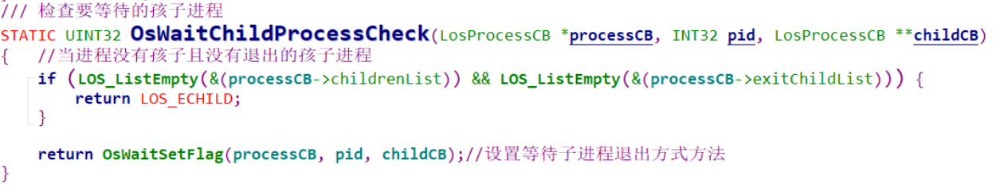 /// 检查要等待的孩子进程
STATIC UINT32 OsWaitChildProcessCheck(LosProcessCB *processCB, INT32 pid, LosProcessCB **childCB)
{   //当进程没有孩子且没有退出的孩子进程
    if (LOS_ListEmpty(&(processCB->childrenList)) && LOS_ListEmpty(&(processCB->exitChildList))) {
        return LOS_ECHILD;
    }
    return OsWaitSetFlag(processCB, pid, childCB);//设置等待子进程退出方式方法
}